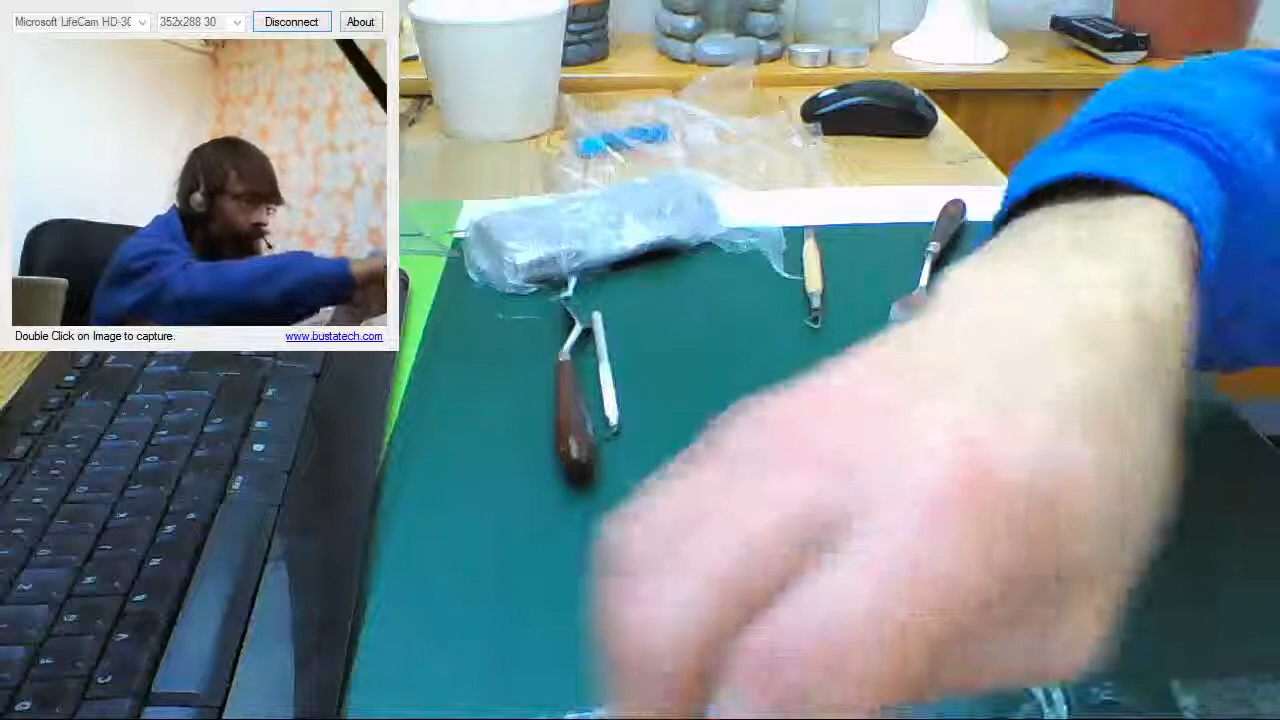 Microsoft LifeCam HD-30 352x288 30 Disconnect About
Double Click on Image to capture. www.bustatech.com